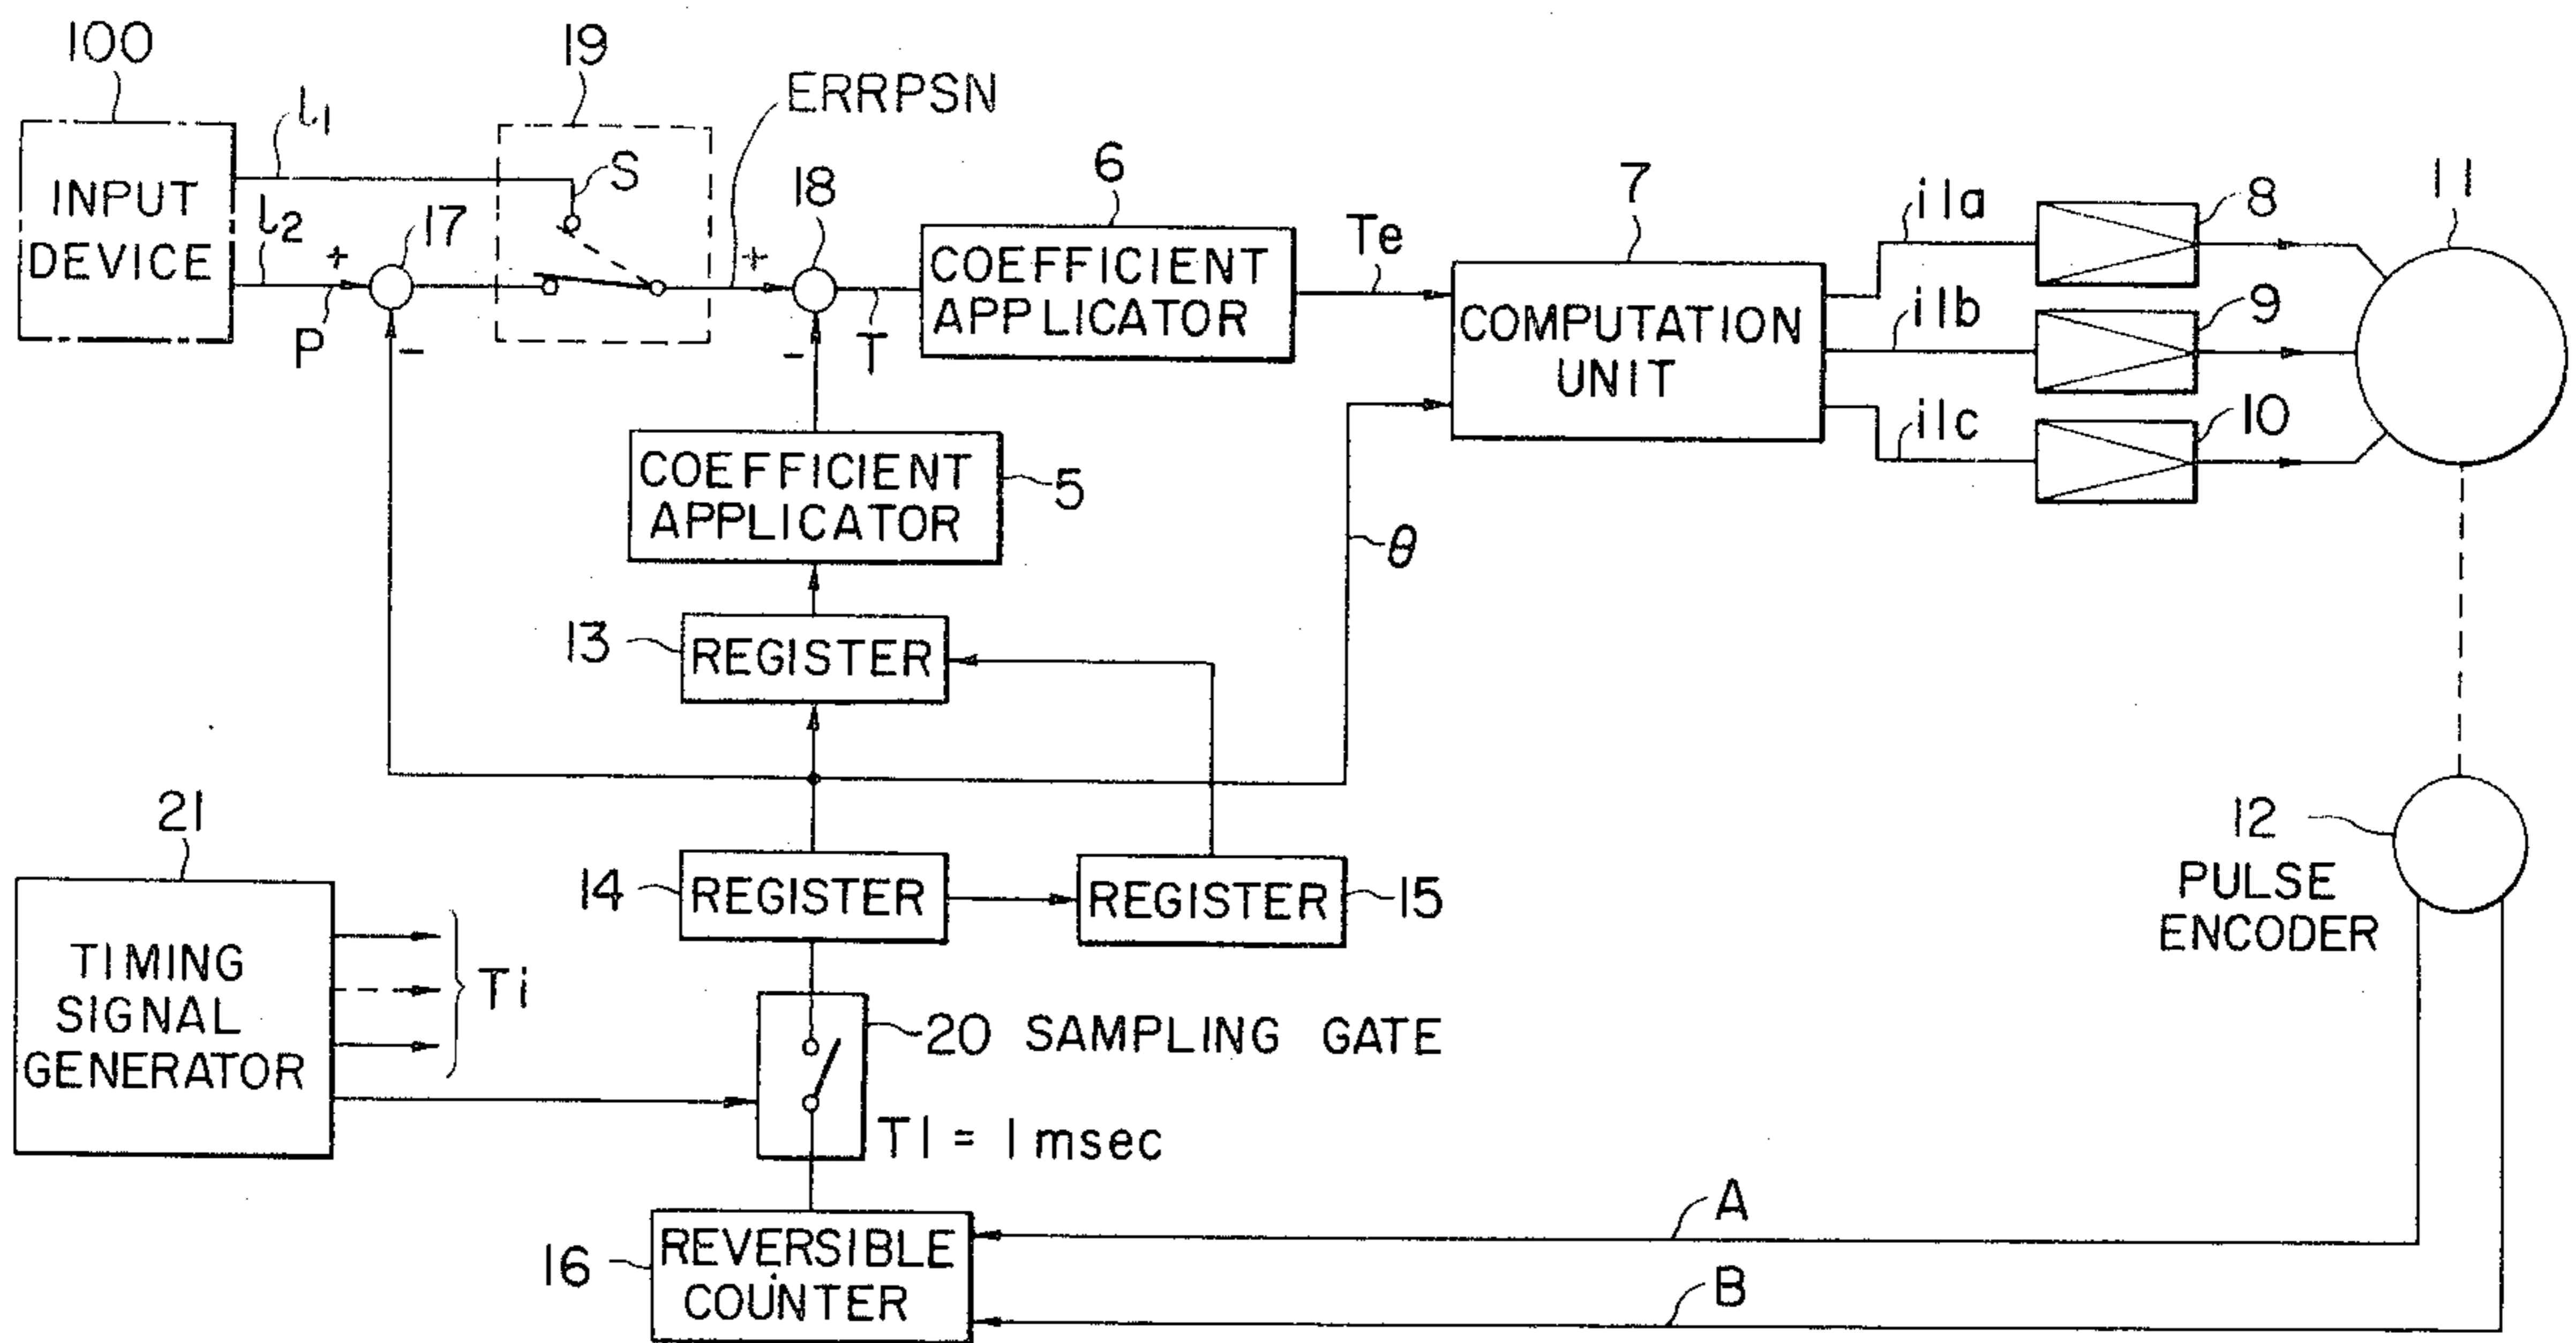 100
19
ERRPSN
l1
S
18
6
7
i1a
8
11
INPUT
DEVICE
l2
+
17
P
-
+
-
T
COEFFICIENT
APPLICATOR
Te
COMPUTATION
UNIT
i1b
9
i1c
10
COEFFICIENT
APPLICATOR
5
θ
13
REGISTER
21
12
PULSE
ENCODER
14
REGISTER
REGISTER
15
TIMING
SIGNAL
GENERATOR
Ti
20 SAMPLING GATE
T1 = 1 msec
16
REVERSIBLE
COUNTER
A
B